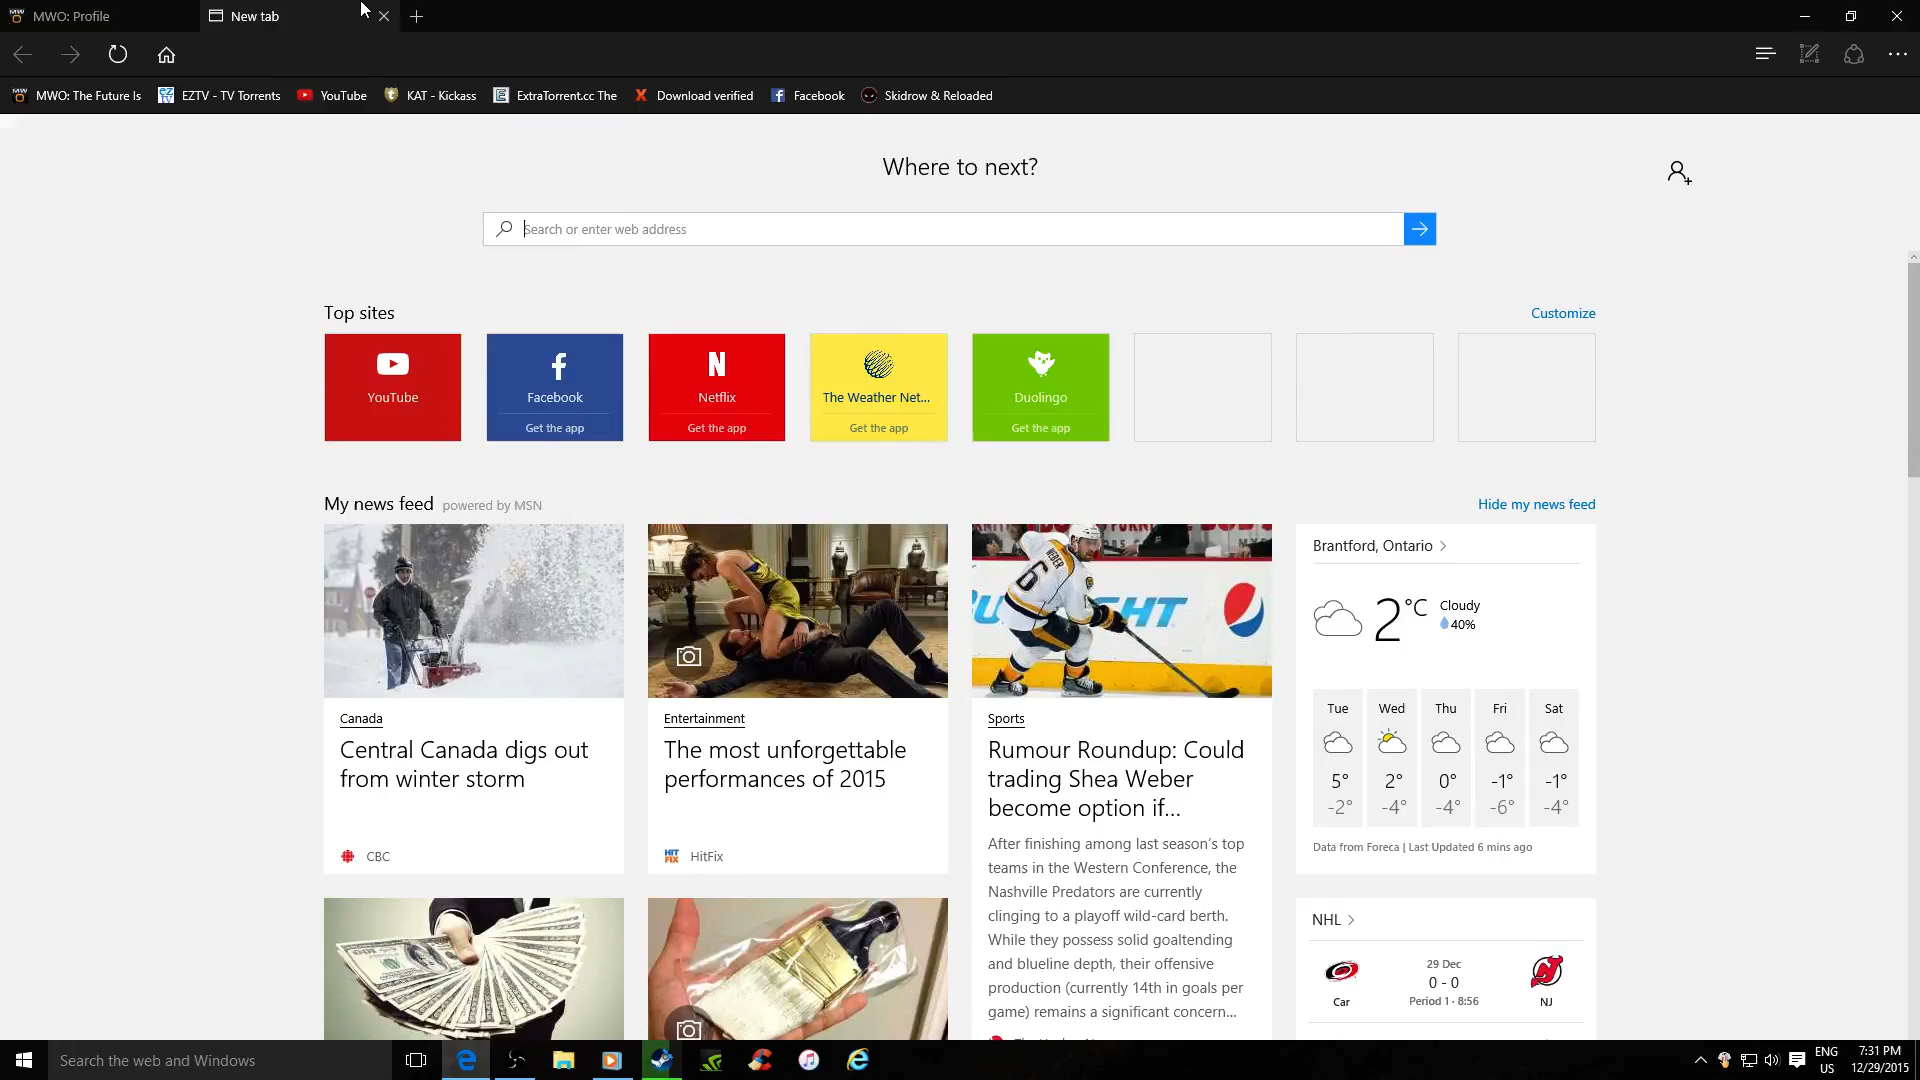 MWO: Profile
New tab
MWO: The Future Is
EZTV - TV Torrents
YouTube
KAT - Kickass
ExtraTorrent.cc The
Download verified
Facebook
Skidrow & Reloaded
Where to next?
Search or enter web address
Top sites
Customize
YouTube
Facebook
Get the app
Netflix
Get the app
The Weather Net...
Get the app
Duolingo
Get the app
My news feed powered by MSN
Hide my news feed
Canada
Central Canada digs out
from winter storm
CBC
Entertainment
The most unforgettable
performances of 2015
HIT
FIX
HitFix
WEBER
6
Sports
Rumour Roundup: Could
trading Shea Weber
become option if...
After finishing among last season's top
teams in the Western Conference, the
Nashville Predators are currently
clinging to a playoff wild-card berth.
While they possess solid goaltending
and blueline depth, their offensive
production (currently 14th in goals per
game) remains a significant concern...
Brantford, Ontario
2°C
Cloudy
40%
Tue Wed Thu Fri Sat
5° 2° 0° -1° -1°
-2° -4° -4° -6° -4°
Data from Foreca | Last Updated 6 mins ago
NHL
29 Dec
0 - 0
Car
Period 1 · 8:56
NJ
Search the web and Windows
ENG
US
7:31 PM
12/29/2015